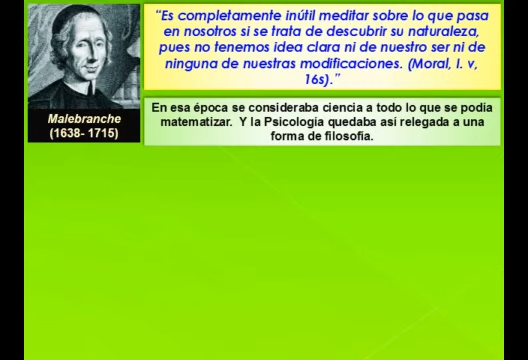 “Es completamente inútil meditar sobre lo que pasa
en nosotros si se trata de descubrir su naturaleza,
pues no tenemos idea clara ni de nuestro ser ni de
ninguna de nuestras modificaciones. (Moral, I. v,
16s).”
Malebranche
(1638- 1715)
En esa época se consideraba ciencia a todo lo que se podía
matematizar. Y la Psicología quedaba así relegada a una
forma de filosofía.